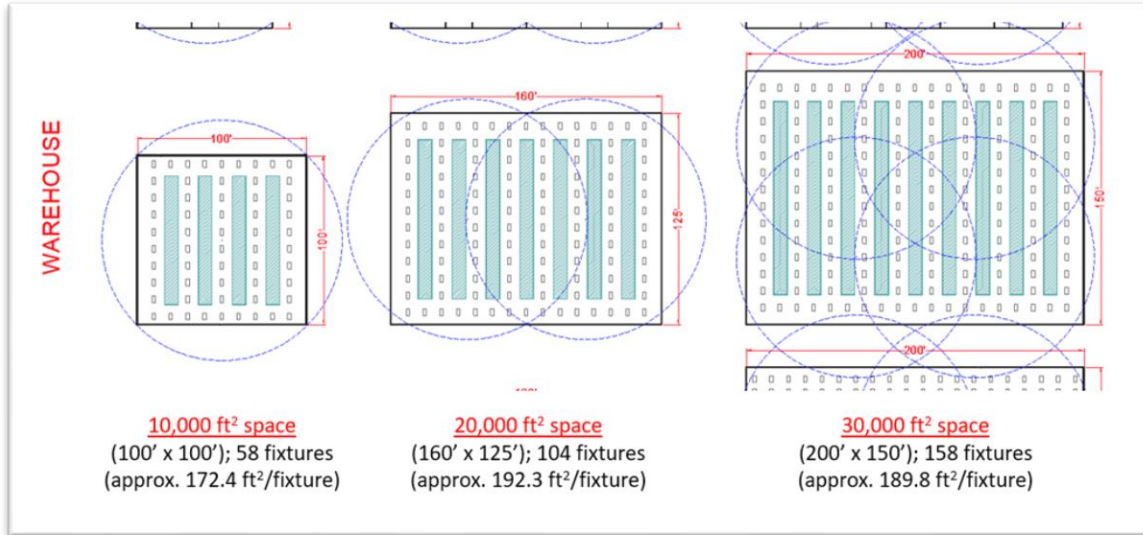 WAREHOUSE
100'
100'
160'
125'
200'
150'
200'
10,000 ft² space
(100' x 100'); 58 fixtures
(approx. 172.4 ft²/fixture)
20,000 ft² space
(160' x 125'); 104 fixtures
(approx. 192.3 ft²/fixture)
30,000 ft² space
(200' x 150'); 158 fixtures
(approx. 189.8 ft²/fixture)